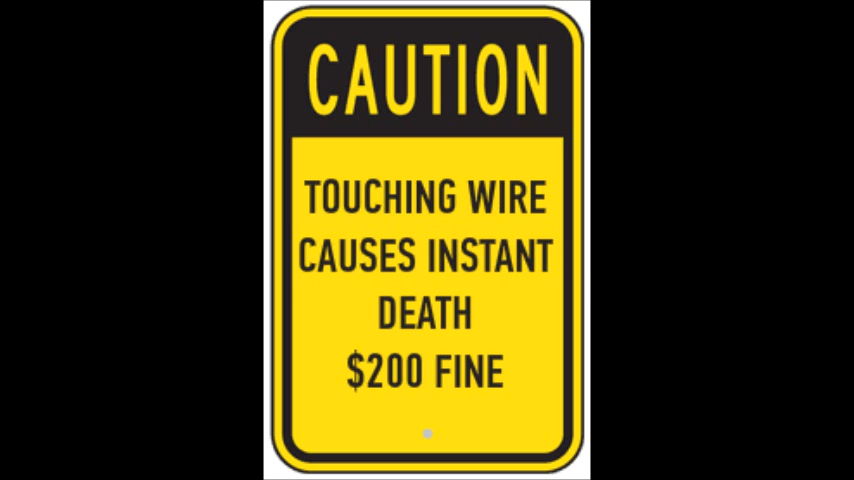 CAUTION
TOUCHING WIRE
CAUSES INSTANT
DEATH
$200 FINE